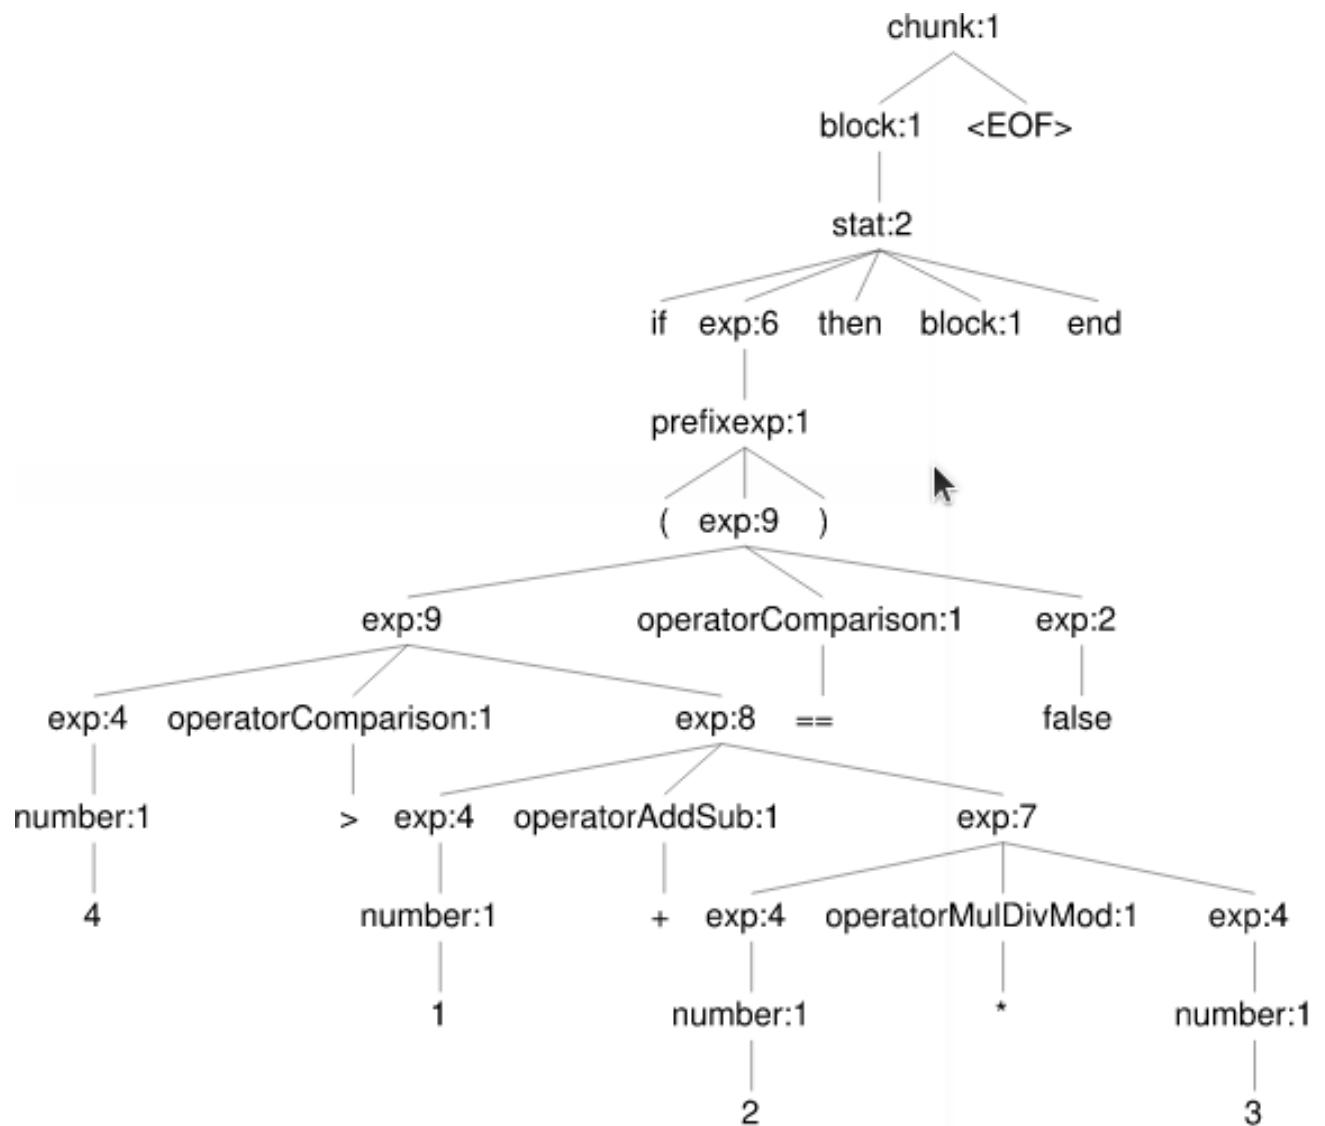 chunk:1
block:1 <EOF>
stat:2
if exp:6 then block:1 end
prefixexp:1
( exp:9 )
exp:9 operatorComparison:1 exp:2
exp:4 operatorComparison:1 exp:8 == false
number:1 > exp:4 operatorAddSub:1 exp:7
4 number:1 + exp:4 operatorMulDivMod:1 exp:4
1 number:1 * number:1
2 3